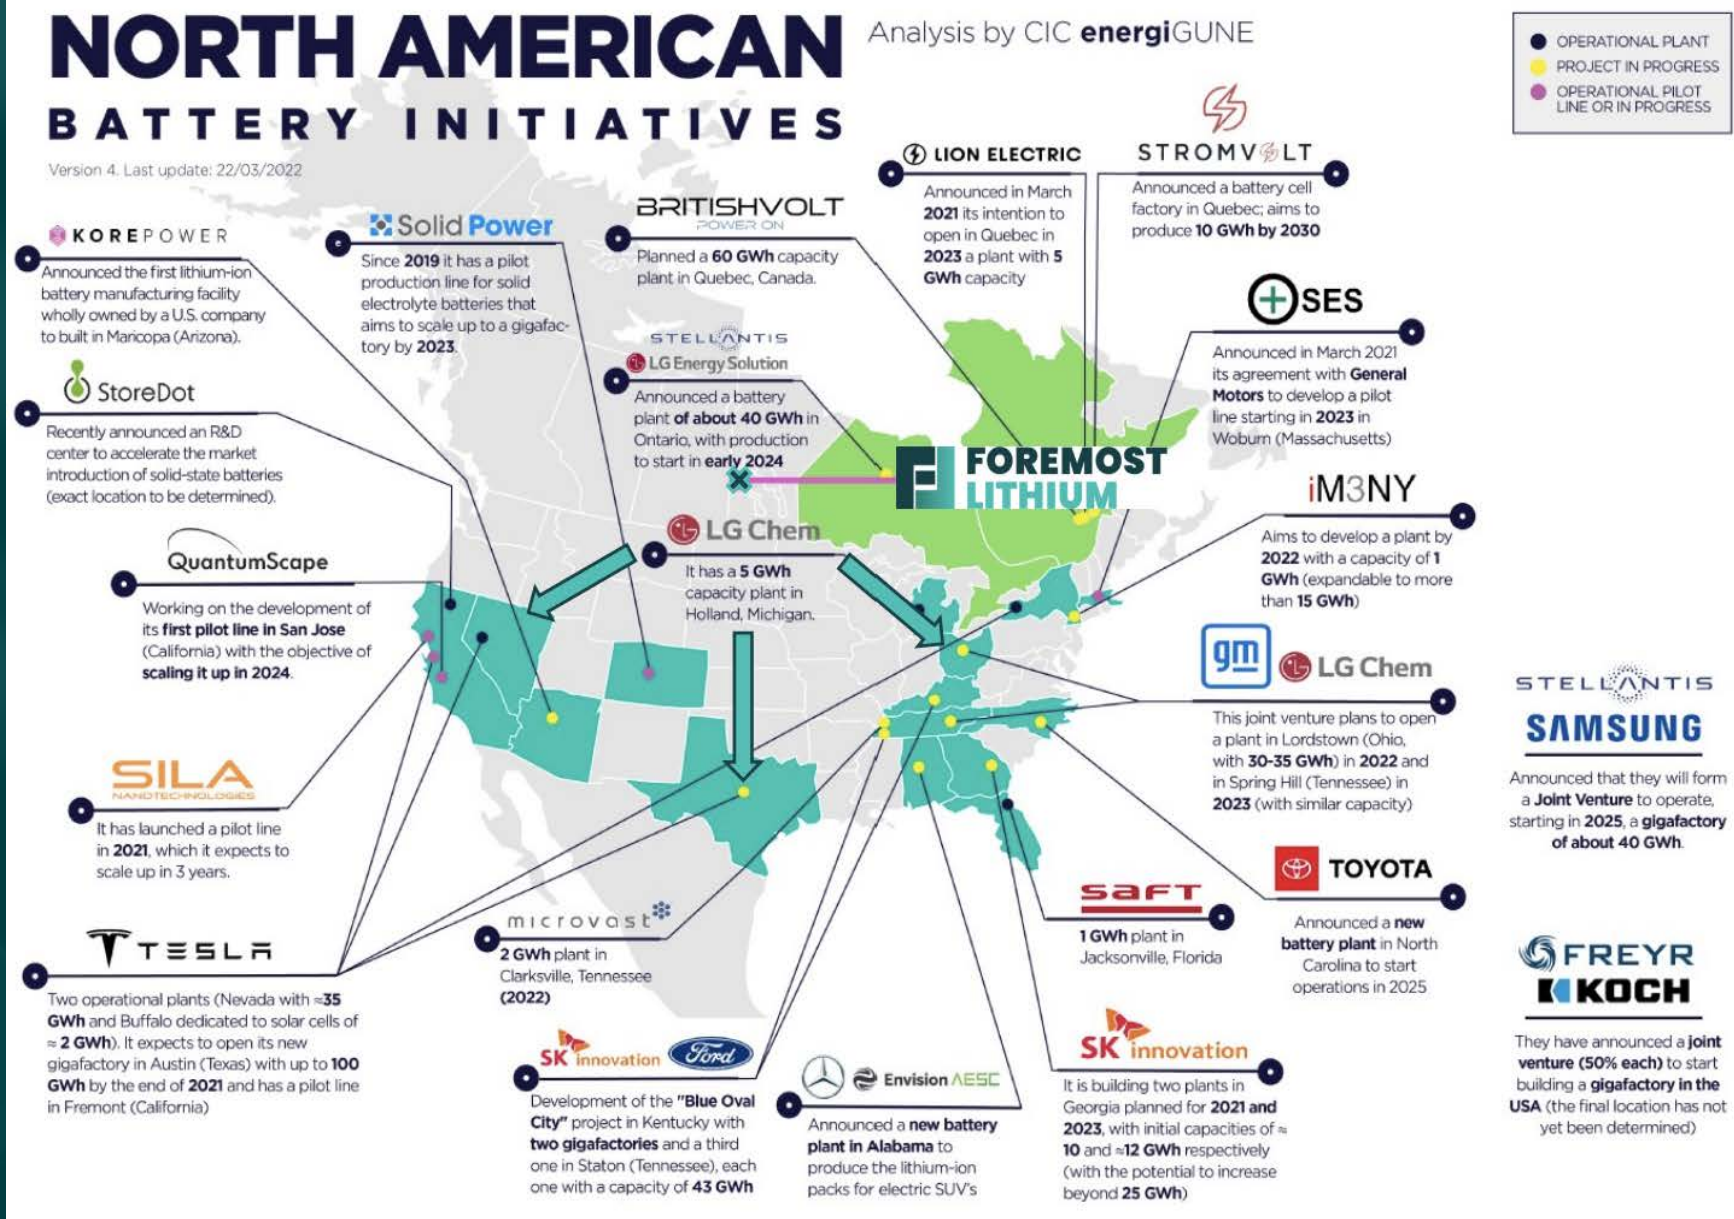 NORTH AMERICAN
BATTERY INITIATIVES
Version 4. Last update: 22/03/2022
Analysis by CIC energiGUNE
OPERATIONAL PLANT
PROJECT IN PROGRESS
OPERATIONAL PILOT
LINE OR IN PROGRESS
KOREPOWER
Announced the first lithium-ion
battery manufacturing facility
wholly owned by a U.S. company
to built in Maricopa (Arizona).
Solid Power
Since 2019 it has a pilot
production line for solid
electrolyte batteries that
aims to scale up to a gigafac-
tory by 2023.
BRITISHVOLT
POWER ON
Planned a 60 GWh capacity
plant in Quebec, Canada.
LION ELECTRIC
Announced in March
2021 its intention to
open in Quebec in
2023 a plant with 5
GWh capacity
STROMVOLT
Announced a battery cell
factory in Quebec; aims to
produce 10 GWh by 2030
StoreDot
Recently announced an R&D
center to accelerate the market
introduction of solid-state batteries
(exact location to be determined).
STELLANTIS
LG Energy Solution
Announced a battery
plant of about 40 GWh in
Ontario, with production
to start in early 2024
SES
Announced in March 2021
its agreement with General
Motors to develop a pilot
line starting in 2023 in
Woburn (Massachusetts)
FOREMOST
LITHIUM
QuantumScape
Working on the development of
its first pilot line in San Jose
(California) with the objective of
scaling it up in 2024.
LG Chem
It has a 5 GWh
capacity plant in
Holland, Michigan.
iM3NY
Aims to develop a plant by
2022 with a capacity of 1
GWh (expandable to more
than 15 GWh)
gm
LG Chem
This joint venture plans to open
a plant in Lordstown (Ohio,
with 30-35 GWh) in 2022 and
in Spring Hill (Tennessee) in
2023 (with similar capacity)
STELLANTIS
SAMSUNG
Announced that they will form
a Joint Venture to operate,
starting in 2025, a gigafactory
of about 40 GWh.
SILA
NANOTECHNOLOGIES
It has launched a pilot line
in 2021, which it expects to
scale up in 3 years.
TESLA
Two operational plants (Nevada with ≈35
GWh and Buffalo dedicated to solar cells of
≈ 2 GWh). It expects to open its new
gigafactory in Austin (Texas) with up to 100
GWh by the end of 2021 and has a pilot line
in Fremont (California)
microvast
2 GWh plant in
Clarksville, Tennessee
(2022)
SK innovation
Ford
Development of the "Blue Oval
City" project in Kentucky with
two gigafactories and a third
one in Staton (Tennessee), each
one with a capacity of 43 GWh
Envision AESC
Announced a new battery
plant in Alabama to
produce the lithium-ion
packs for electric SUV's
saft
1 GWh plant in
Jacksonville, Florida
SK innovation
It is building two plants in
Georgia planned for 2021 and
2023, with initial capacities of ≈
10 and ≈12 GWh respectively
(with the potential to increase
beyond 25 GWh)
TOYOTA
Announced a new
battery plant in North
Carolina to start
operations in 2025
FREYR
KOCH
They have announced a joint
venture (50% each) to start
building a gigafactory in the
USA (the final location has not
yet been determined)